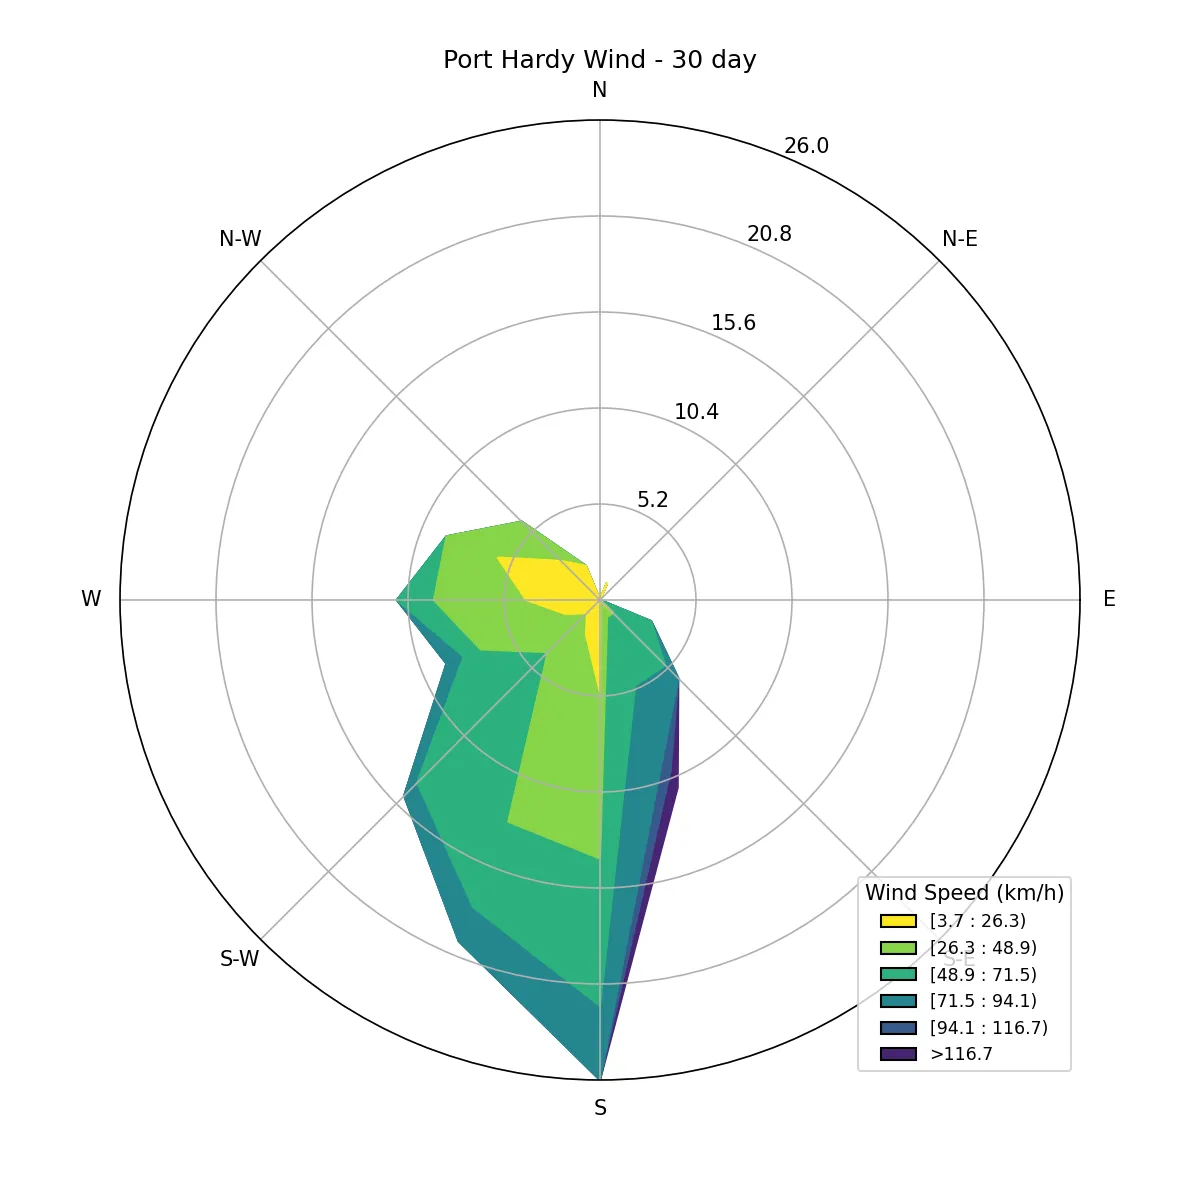 Port Hardy Wind - 30 day
N
26.0
N-W
20.8
N-E
15.6
10.4
5.2
W
E
S-W
S-E
S
Wind Speed (km/h)
[3.7 : 26.3)
[26.3 : 48.9)
[48.9 : 71.5)
[71.5 : 94.1)
[94.1 : 116.7)
>116.7